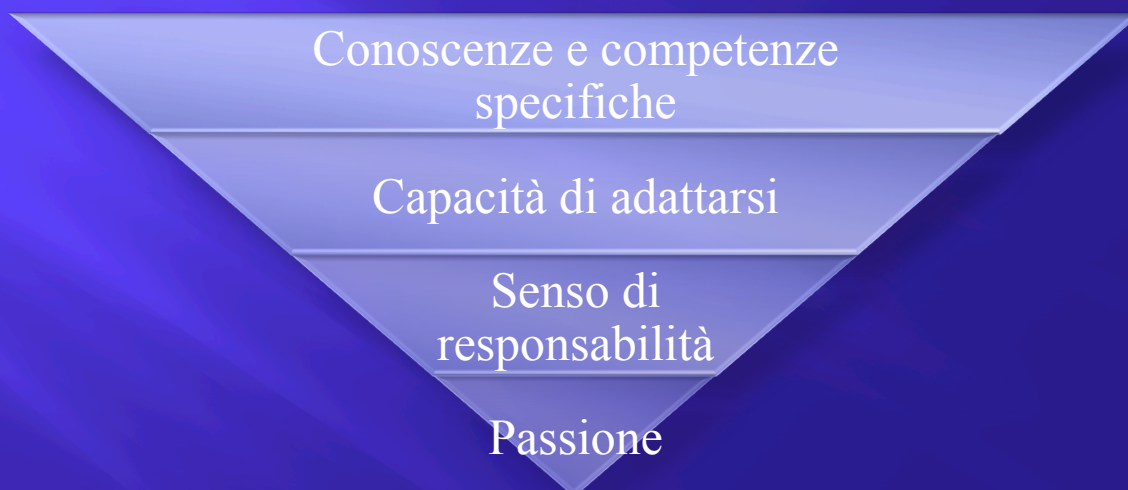 Conoscenze e competenze
specifiche
Capacità di adattarsi
Senso di
responsabilità
Passione